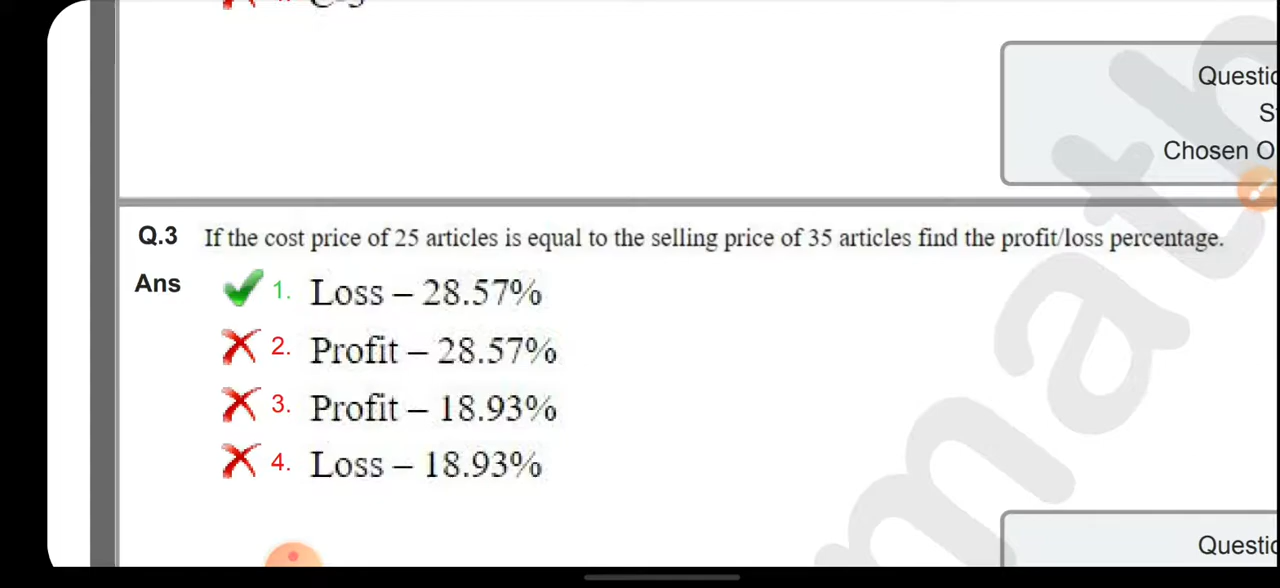 Q.3 If the cost price of 25 articles is equal to the selling price of 35 articles find the profit/loss percentage.
Ans 1. Loss – 28.57%
2. Profit – 28.57%
3. Profit – 18.93%
4. Loss – 18.93%
Chosen O
math